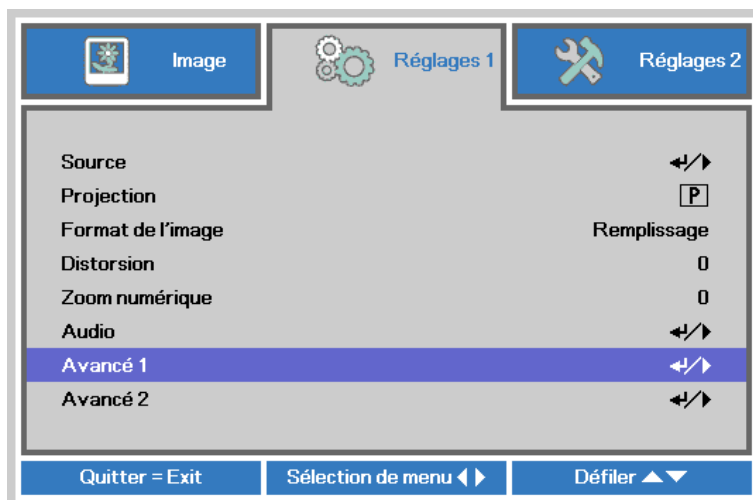 Image
Réglages 1
Réglages 2
Source
Projection P
Format de l'image Remplissage
Distorsion 0
Zoom numérique 0
Audio
Avancé 1
Avancé 2
Quitter = Exit
Sélection de menu
Défiler